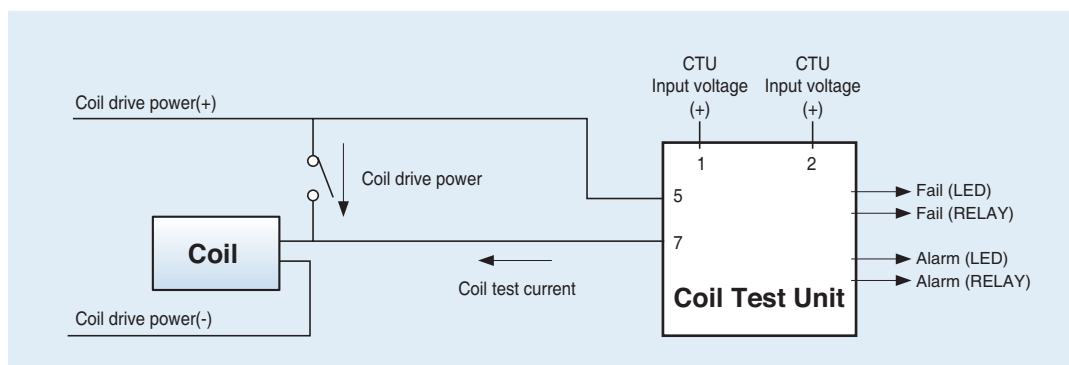 CTU
Input voltage
(+)
CTU
Input voltage
(+)
Coil drive power(+)
1
2
Coil drive power
5
Fail (LED)
Fail (RELAY)
7
Coil
Alarm (LED)
Alarm (RELAY)
Coil test current
Coil Test Unit
Coil drive power(-)